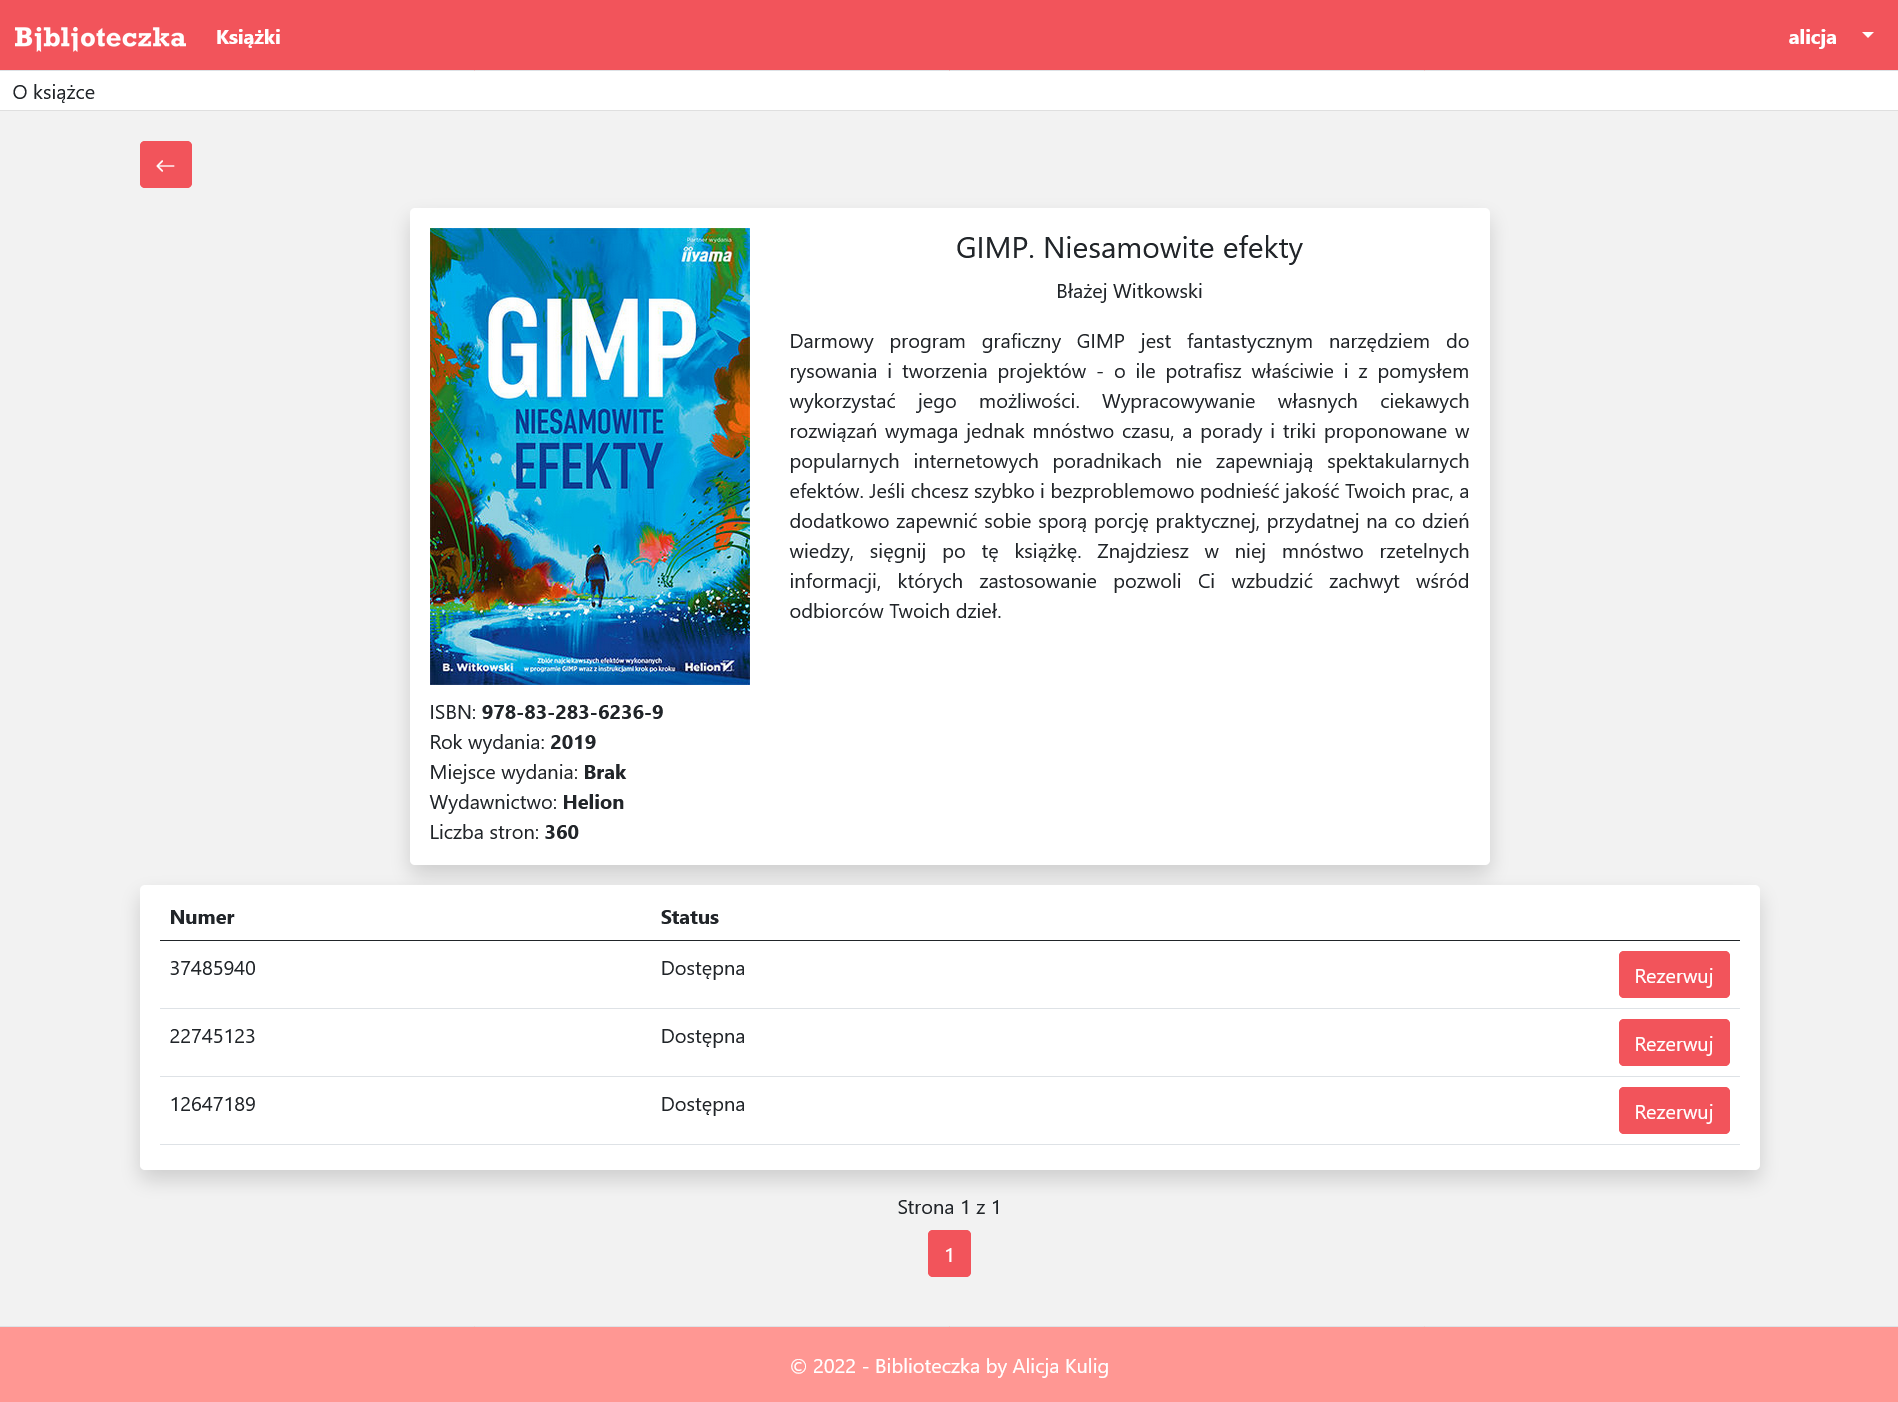 Bjbljoteczka
Książki
alicja
O książce
←
Partner wydania
iiyama
GIMP
NIESAMOWITE
EFEKTY
B. Witkowski
Zbiór najciekawszych efektów wykonanych
w programie GIMP wraz z instrukcjami krok po kroku
Helion
GIMP. Niesamowite efekty
Błażej Witkowski
Darmowy program graficzny GIMP jest fantastycznym narzędziem do
rysowania i tworzenia projektów - o ile potrafisz właściwie i z pomysłem
wykorzystać jego możliwości. Wypracowywanie własnych ciekawych
rozwiązań wymaga jednak mnóstwo czasu, a porady i triki proponowane w
popularnych internetowych poradnikach nie zapewniają spektakularnych
efektów. Jeśli chcesz szybko i bezproblemowo podnieść jakość Twoich prac, a
dodatkowo zapewnić sobie sporą porcję praktycznej, przydatnej na co dzień
wiedzy, sięgnij po tę książkę. Znajdziesz w niej mnóstwo rzetelnych
informacji, których zastosowanie pozwoli Ci wzbudzić zachwyt wśród
odbiorców Twoich dzieł.
ISBN: 978-83-283-6236-9
Rok wydania: 2019
Miejsce wydania: Brak
Wydawnictwo: Helion
Liczba stron: 360
Numer Status
37485940 Dostępna Rezerwuj
22745123 Dostępna Rezerwuj
12647189 Dostępna Rezerwuj
Strona 1 z 1
1
© 2022 - Biblioteczka by Alicja Kulig